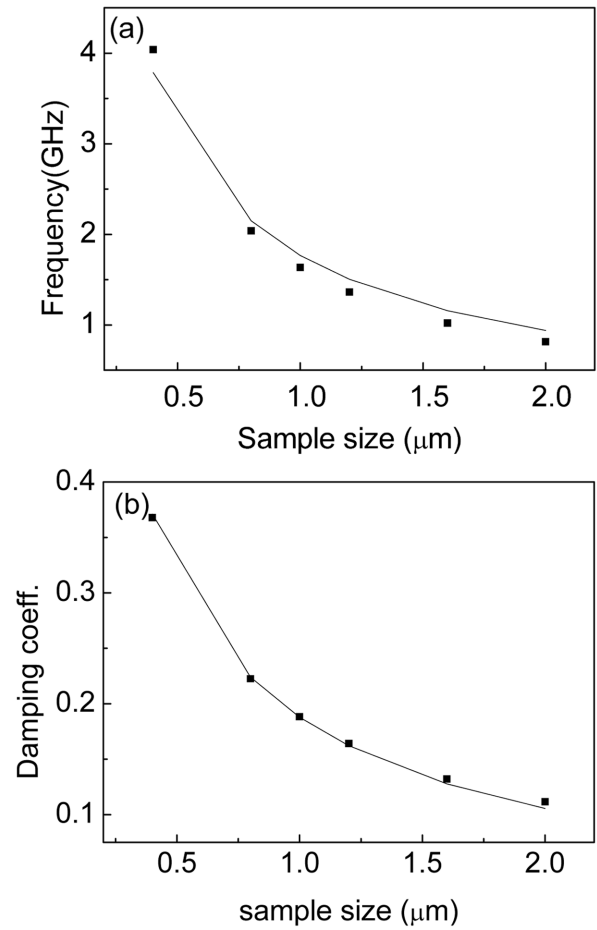 (a)
4
3
2
1
Frequency(GHz)
0.5 1.0 1.5 2.0
Sample size (μm)
(b)
0.4
0.3
0.2
0.1
Damping coeff.
0.5 1.0 1.5 2.0
sample size (μm)